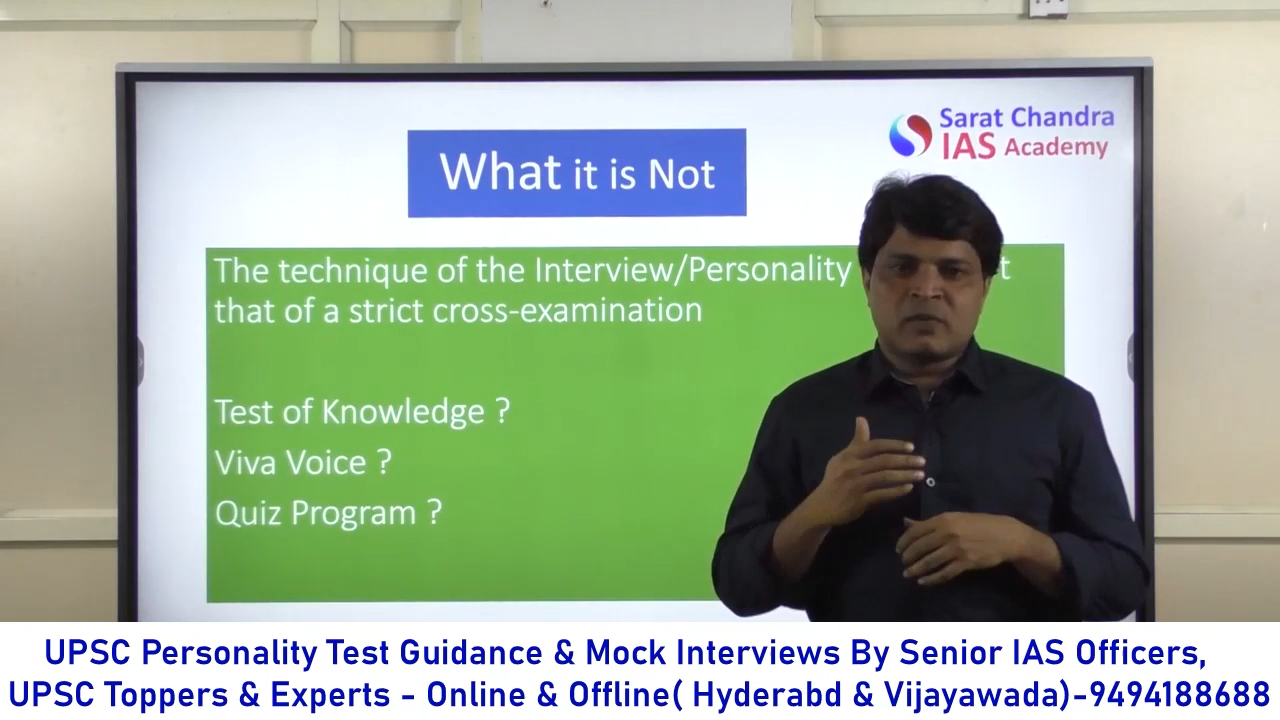 Sarat Chandra
IAS Academy
What it is Not
The technique of the Interview/Personality
that of a strict cross-examination
Test of Knowledge ?
Viva Voice ?
Quiz Program ?
UPSC Personality Test Guidance & Mock Interviews By Senior IAS Officers,
UPSC Toppers & Experts - Online & Offline( Hyderabd & Vijayawada)-9494188688